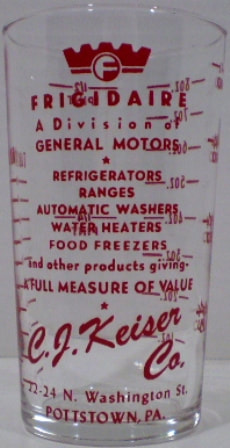 F
FRIGIDAIRE
A Division of
GENERAL MOTORS
REFRIGERATORS
RANGES
AUTOMATIC WASHERS
WATER HEATERS
FOOD FREEZERS
and other products giving
A FULL MEASURE OF VALUE
C.J. Keiser
Co.
22-24 N. Washington St.
POTTSTOWN, PA.